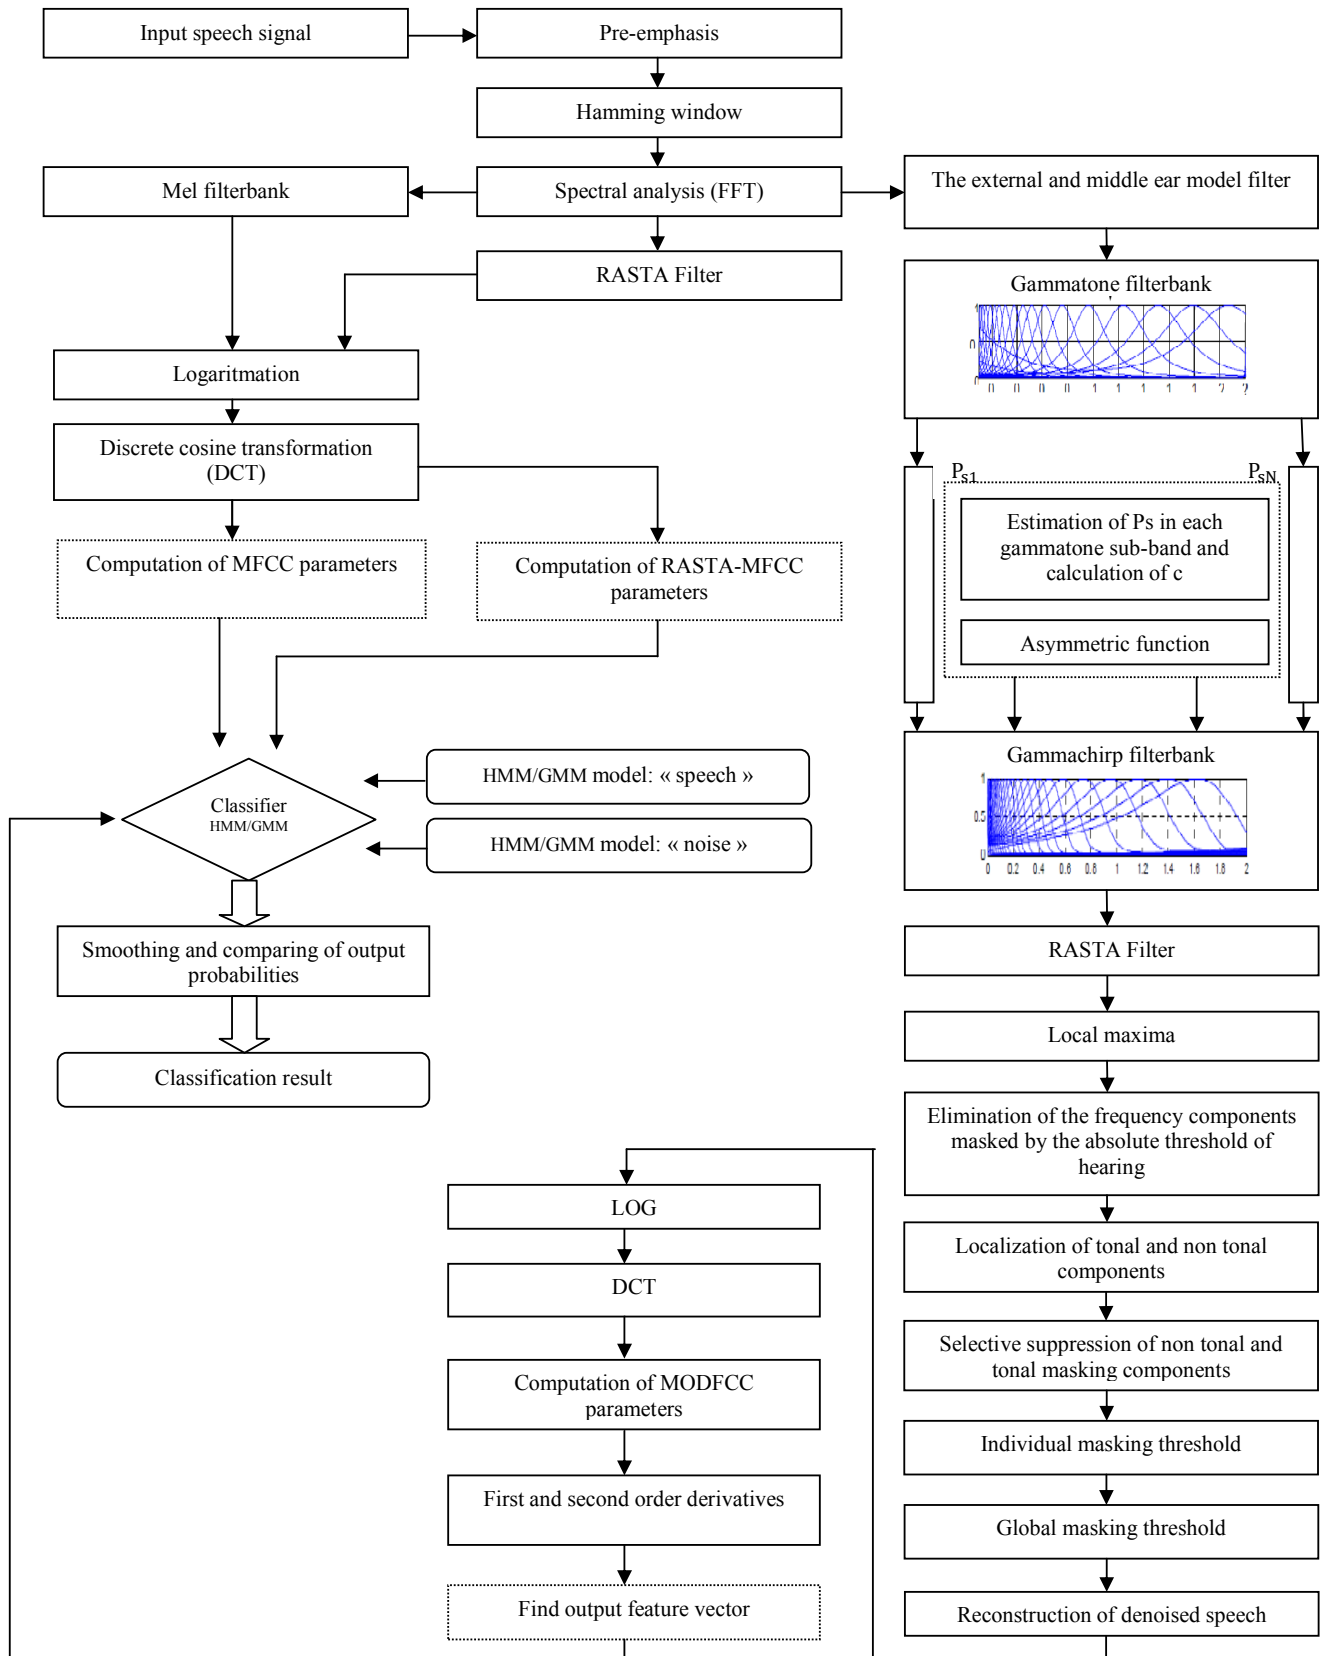 Input speech signal
Pre-emphasis
Hamming window
Mel filterbank
Spectral analysis (FFT)
The external and middle ear model filter
RASTA Filter
Gammatone filterbank
Logaritmation
Discrete cosine transformation
(DCT)
Computation of MFCC parameters
Computation of RASTA-MFCC
parameters
P_s1
P_sN
Estimation of Ps in each
gammatone sub-band and
calculation of c
Asymmetric function
HMM/GMM model: « speech »
Classifier
HMM/GMM
HMM/GMM model: « noise »
Gammachirp filterbank
1
0.5
0
0 0.2 0.4 0.6 0.8 1 1.2 1.4 1.6 1.8 2
Smoothing and comparing of output
probabilities
Classification result
RASTA Filter
Local maxima
Elimination of the frequency components
masked by the absolute threshold of
hearing
Localization of tonal and non tonal
components
Selective suppression of non tonal and
tonal masking components
Individual masking threshold
Global masking threshold
Reconstruction of denoised speech
LOG
DCT
Computation of MODFCC
parameters
First and second order derivatives
Find output feature vector